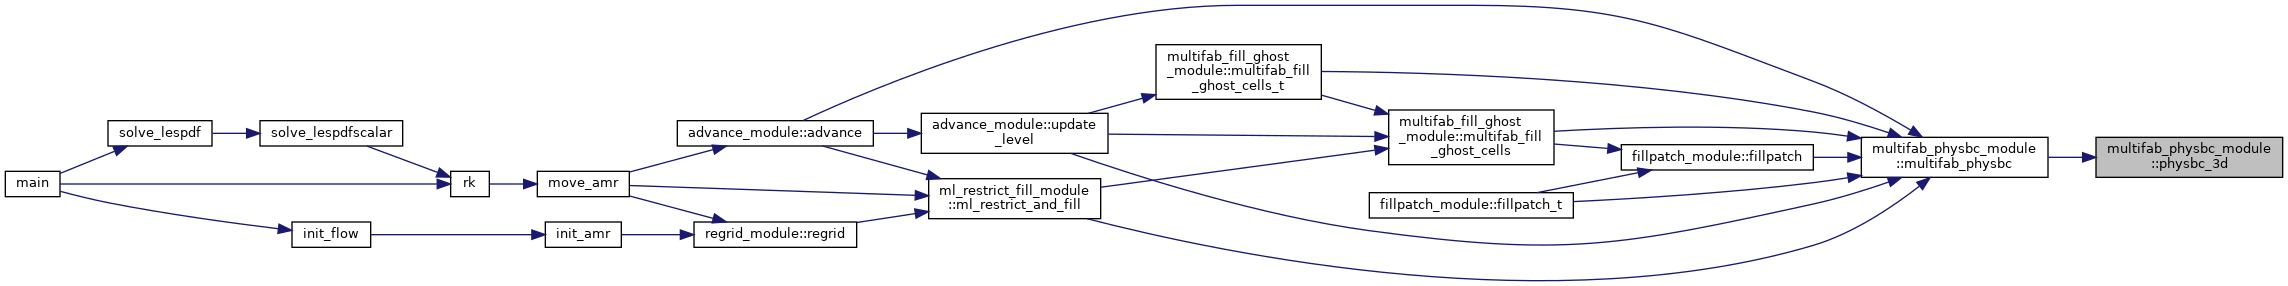 main
solve_lespdf
solve_lespdfscalar
init_flow
rk
move_amr
init_amr
advance_module::advance
regrid_module::regrid
advance_module::update
_level
ml_restrict_fill_module
::ml_restrict_and_fill
multifab_fill_ghost
_module::multifab_fill
_ghost_cells_t
multifab_fill_ghost
_module::multifab_fill
_ghost_cells
fillpatch_module::fillpatch
fillpatch_module::fillpatch_t
multifab_physbc_module
::multifab_physbc
multifab_physbc_module
::physbc_3d